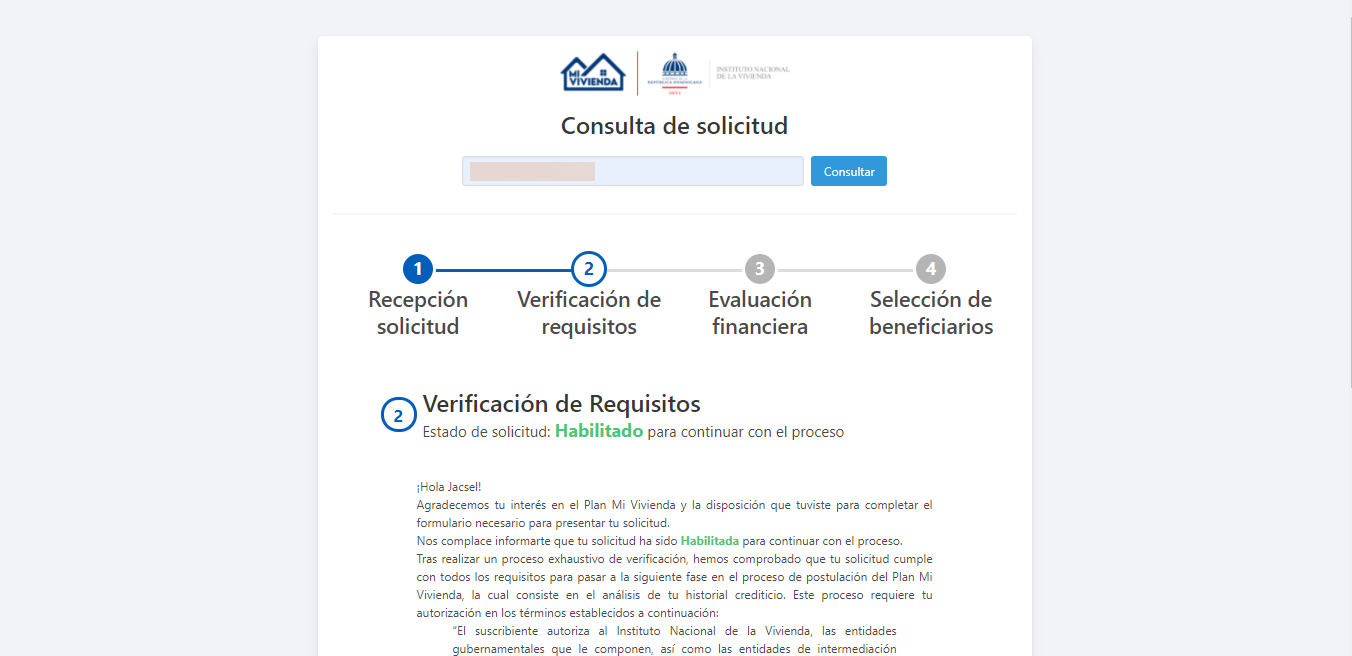 MI
VIVIENDA
GOBIERNO DE LA
REPÚBLICA DOMINICANA
INVI
INSTITUTO NACIONAL
DE LA VIVIENDA
Consulta de solicitud
Consultar
1 2 3 4
Recepción solicitud
Verificación de requisitos
Evaluación financiera
Selección de beneficiarios
2 Verificación de Requisitos
Estado de solicitud: Habilitado para continuar con el proceso
¡Hola Jacsel!
Agradecemos tu interés en el Plan Mi Vivienda y la disposición que tuviste para completar el
formulario necesario para presentar tu solicitud.
Nos complace informarte que tu solicitud ha sido Habilitada para continuar con el proceso.
Tras realizar un proceso exhaustivo de verificación, hemos comprobado que tu solicitud cumple
con todos los requisitos para pasar a la siguiente fase en el proceso de postulación del Plan Mi
Vivienda, la cual consiste en el análisis de tu historial crediticio. Este proceso requiere tu
autorización en los términos establecidos a continuación:
“El suscribiente autoriza al Instituto Nacional de la Vivienda, las entidades
gubernamentales que le componen, así como las entidades de intermediación